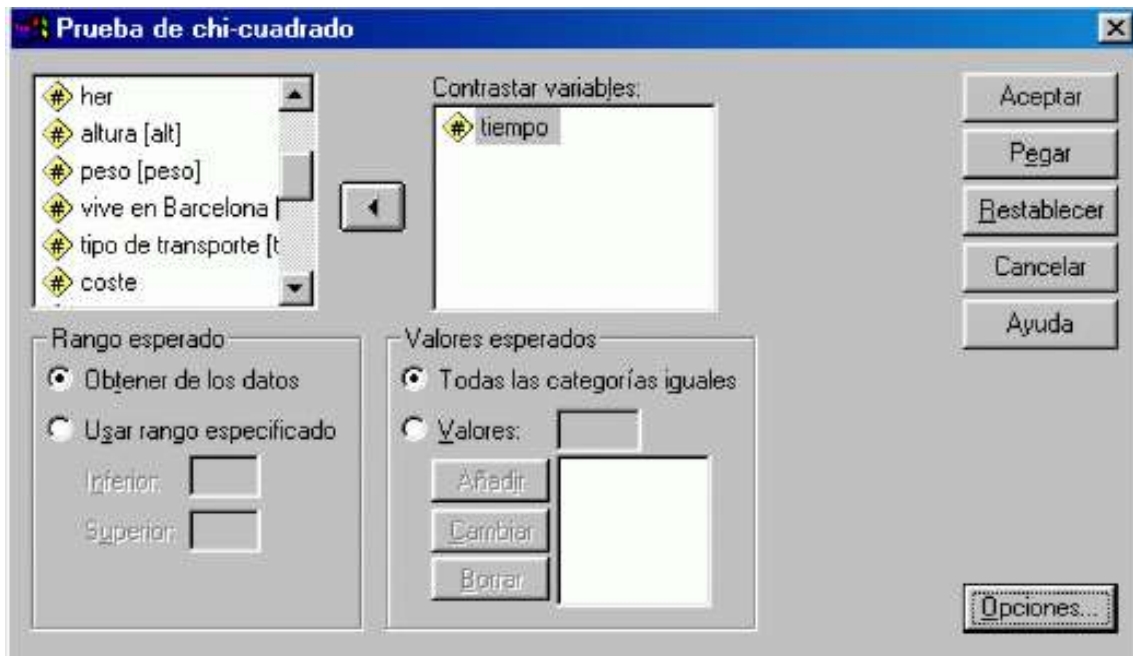 Prueba de chi-cuadrado
her
altura [alt]
peso [peso]
vive en Barcelona [
tipo de transporte [t
coste
Contrastar variables:
tiempo
Aceptar
Pegar
Restablecer
Cancelar
Ayuda
Rango esperado
Obtener de los datos
Usar rango especificado
Inferior:
Superior:
Valores esperados
Todas las categorías iguales
Valores:
Añadir
Cambiar
Borrar
Opciones...